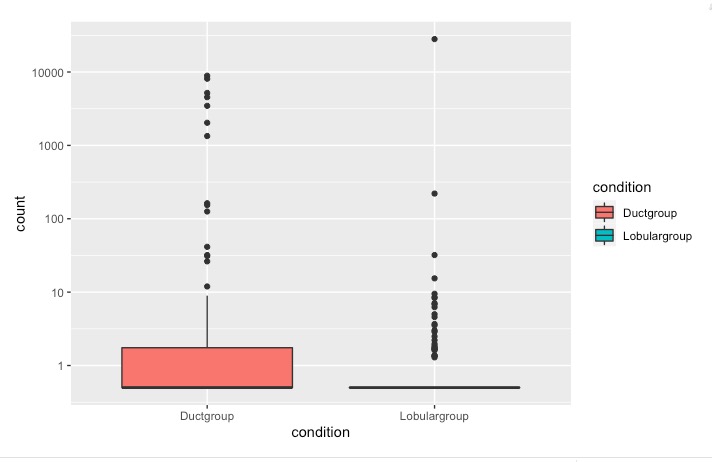 10000
1000
100
10
1
count
Ductgroup
Lobulargroup
condition
condition
Ductgroup
Lobulargroup